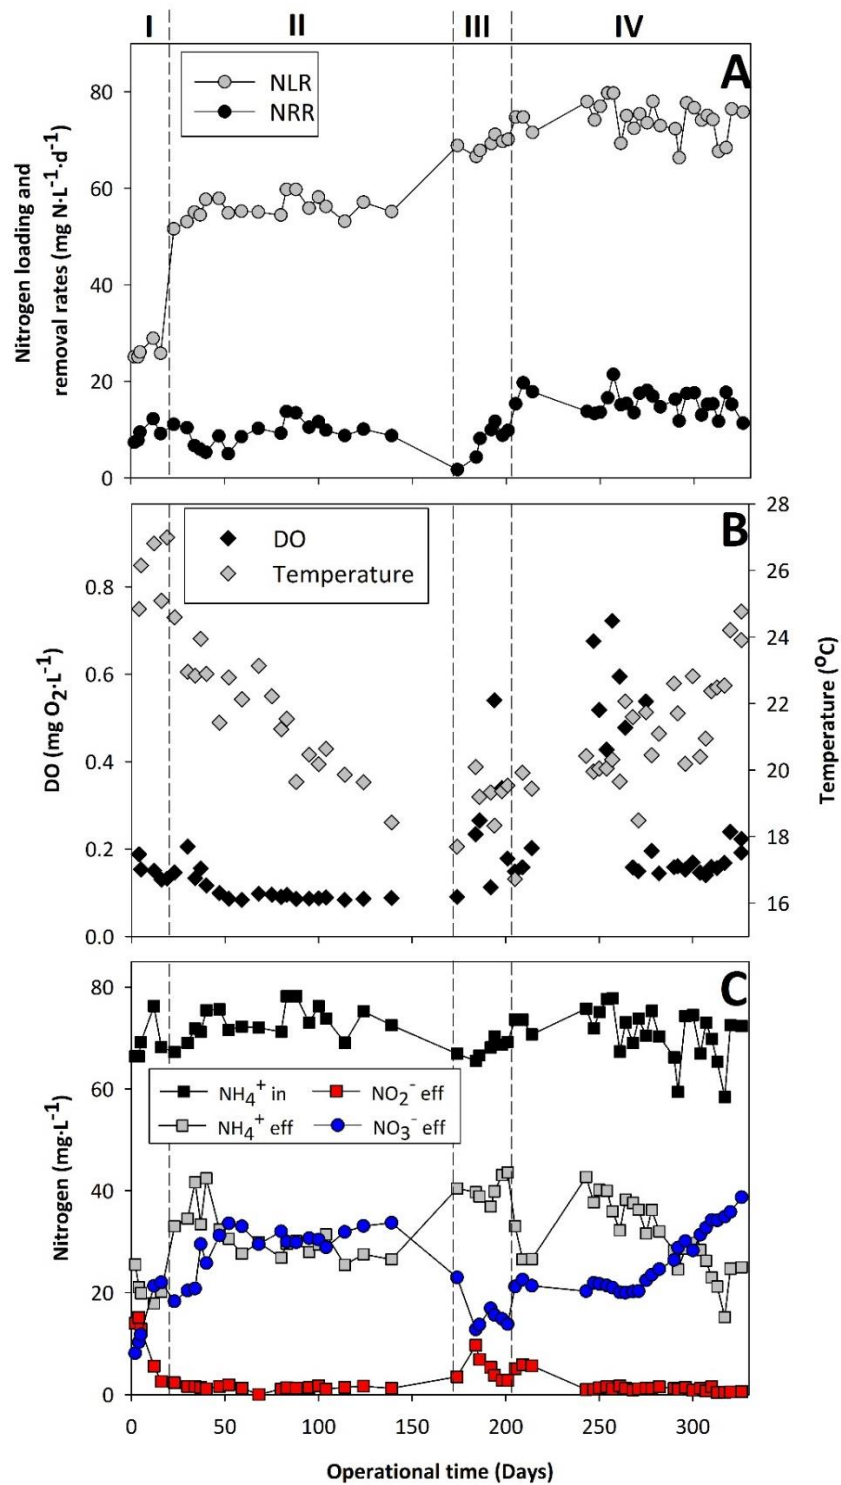 I II III IV
A
NLR
NRR
Nitrogen loading and
removal rates (mg N·L⁻¹·d⁻¹)
80
60
40
20
0
B
DO
Temperature
DO (mg O₂·L⁻¹)
0.8
0.6
0.4
0.2
0.0
28
26
24
22
20
18
16
Temperature (⁰C)
C
NH₄⁺ in NO₂⁻ eff
NH₄⁺ eff NO₃⁻ eff
Nitrogen (mg·L⁻¹)
80
60
40
20
0
0 50 100 150 200 250 300
Operational time (Days)